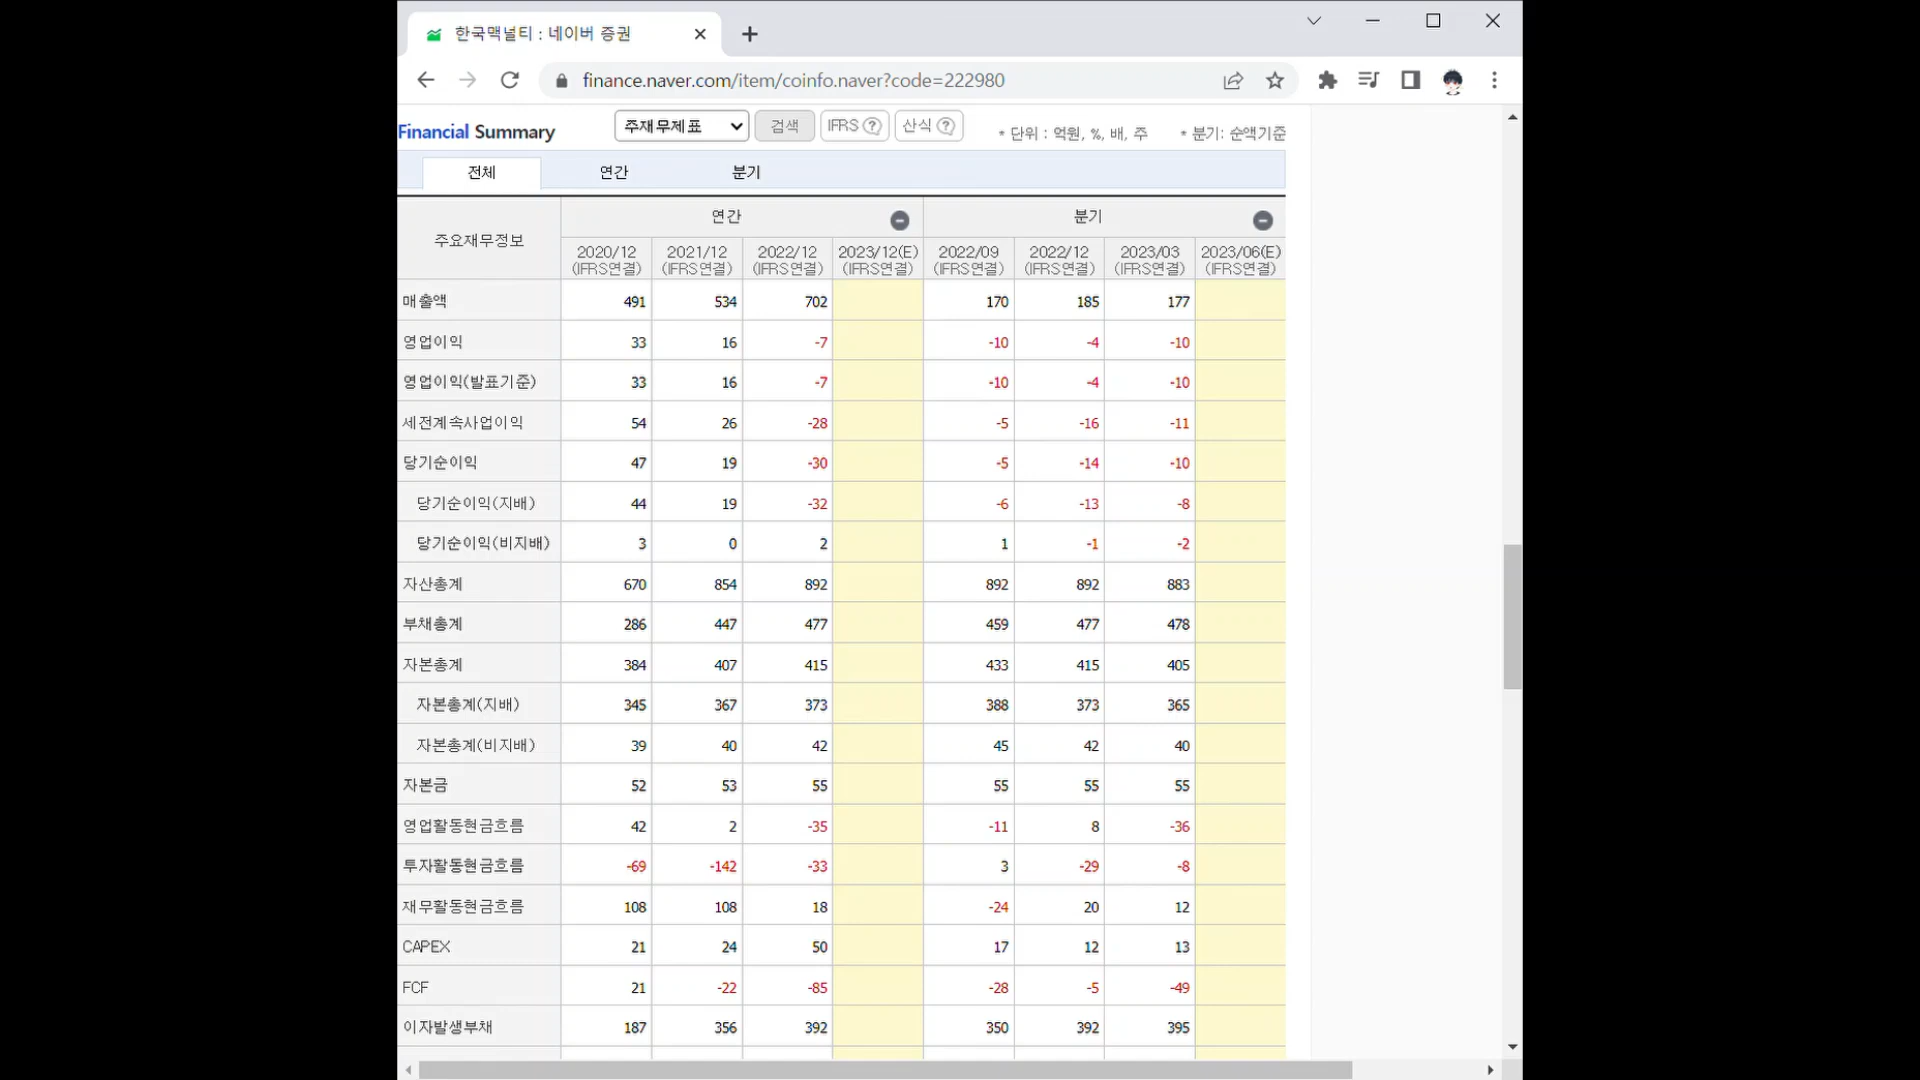 한국맥널티 : 네이버 증권
finance.naver.com/item/coinfo.naver?code=222980
Financial Summary 주재무제표 검색 IFRS ? 산식 ? * 단위 : 억원, %, 배, 주 * 분기: 순액기준
전체 연간 분기
주요재무정보 연간 분기
2020/12 2021/12 2022/12 2023/12(E) 2022/09 2022/12 2023/03 2023/06(E)
(IFRS연결) (IFRS연결) (IFRS연결) (IFRS연결) (IFRS연결) (IFRS연결) (IFRS연결) (IFRS연결)
매출액 491 534 702 170 185 177
영업이익 33 16 -7 -10 -4 -10
영업이익(발표기준) 33 16 -7 -10 -4 -10
세전계속사업이익 54 26 -28 -5 -16 -11
당기순이익 47 19 -30 -5 -14 -10
당기순이익(지배) 44 19 -32 -6 -13 -8
당기순이익(비지배) 3 0 2 1 -1 -2
자산총계 670 854 892 892 892 883
부채총계 286 447 477 459 477 478
자본총계 384 407 415 433 415 405
자본총계(지배) 345 367 373 388 373 365
자본총계(비지배) 39 40 42 45 42 40
자본금 52 53 55 55 55 55
영업활동현금흐름 42 2 -35 -11 8 -36
투자활동현금흐름 -69 -142 -33 3 -29 -8
재무활동현금흐름 108 108 18 -24 20 12
CAPEX 21 24 50 17 12 13
FCF 21 -22 -85 -28 -5 -49
이자발생부채 187 356 392 350 392 395